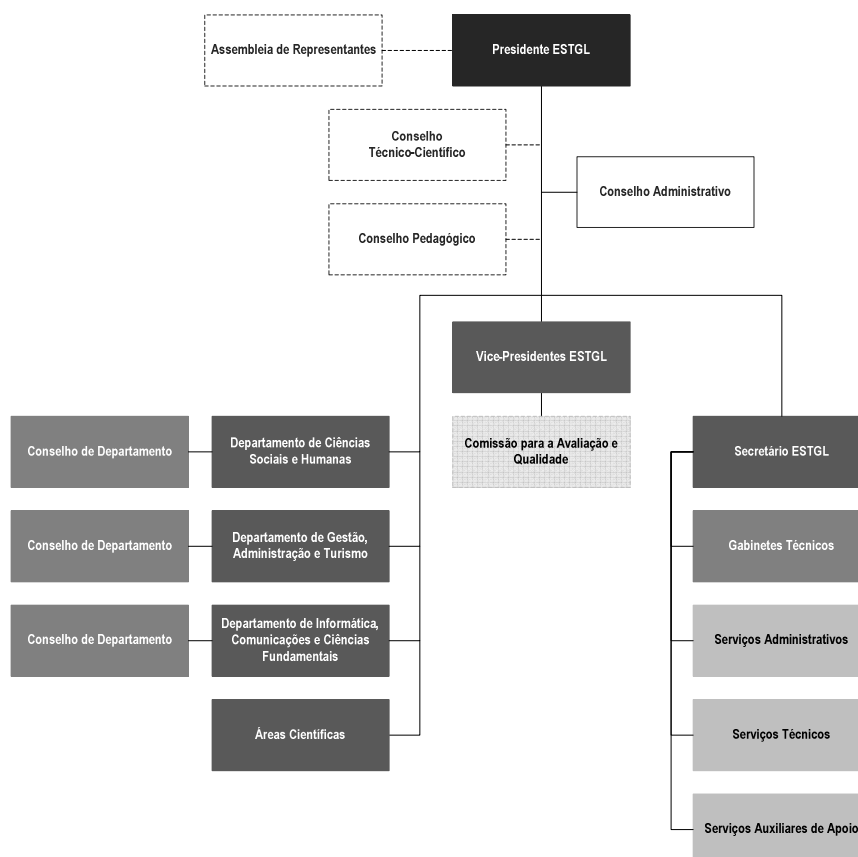 Assembleia de Representantes
Presidente ESTGL
Conselho
Técnico-Científico
Conselho Administrativo
Conselho Pedagógico
Vice-Presidentes ESTGL
Conselho de Departamento
Departamento de Ciências
Sociais e Humanas
Comissão para a Avaliação e
Qualidade
Secretário ESTGL
Conselho de Departamento
Departamento de Gestão,
Administração e Turismo
Gabinetes Técnicos
Conselho de Departamento
Departamento de Informática,
Comunicações e Ciências
Fundamentais
Serviços Administrativos
Áreas Científicas
Serviços Técnicos
Serviços Auxiliares de Apoio